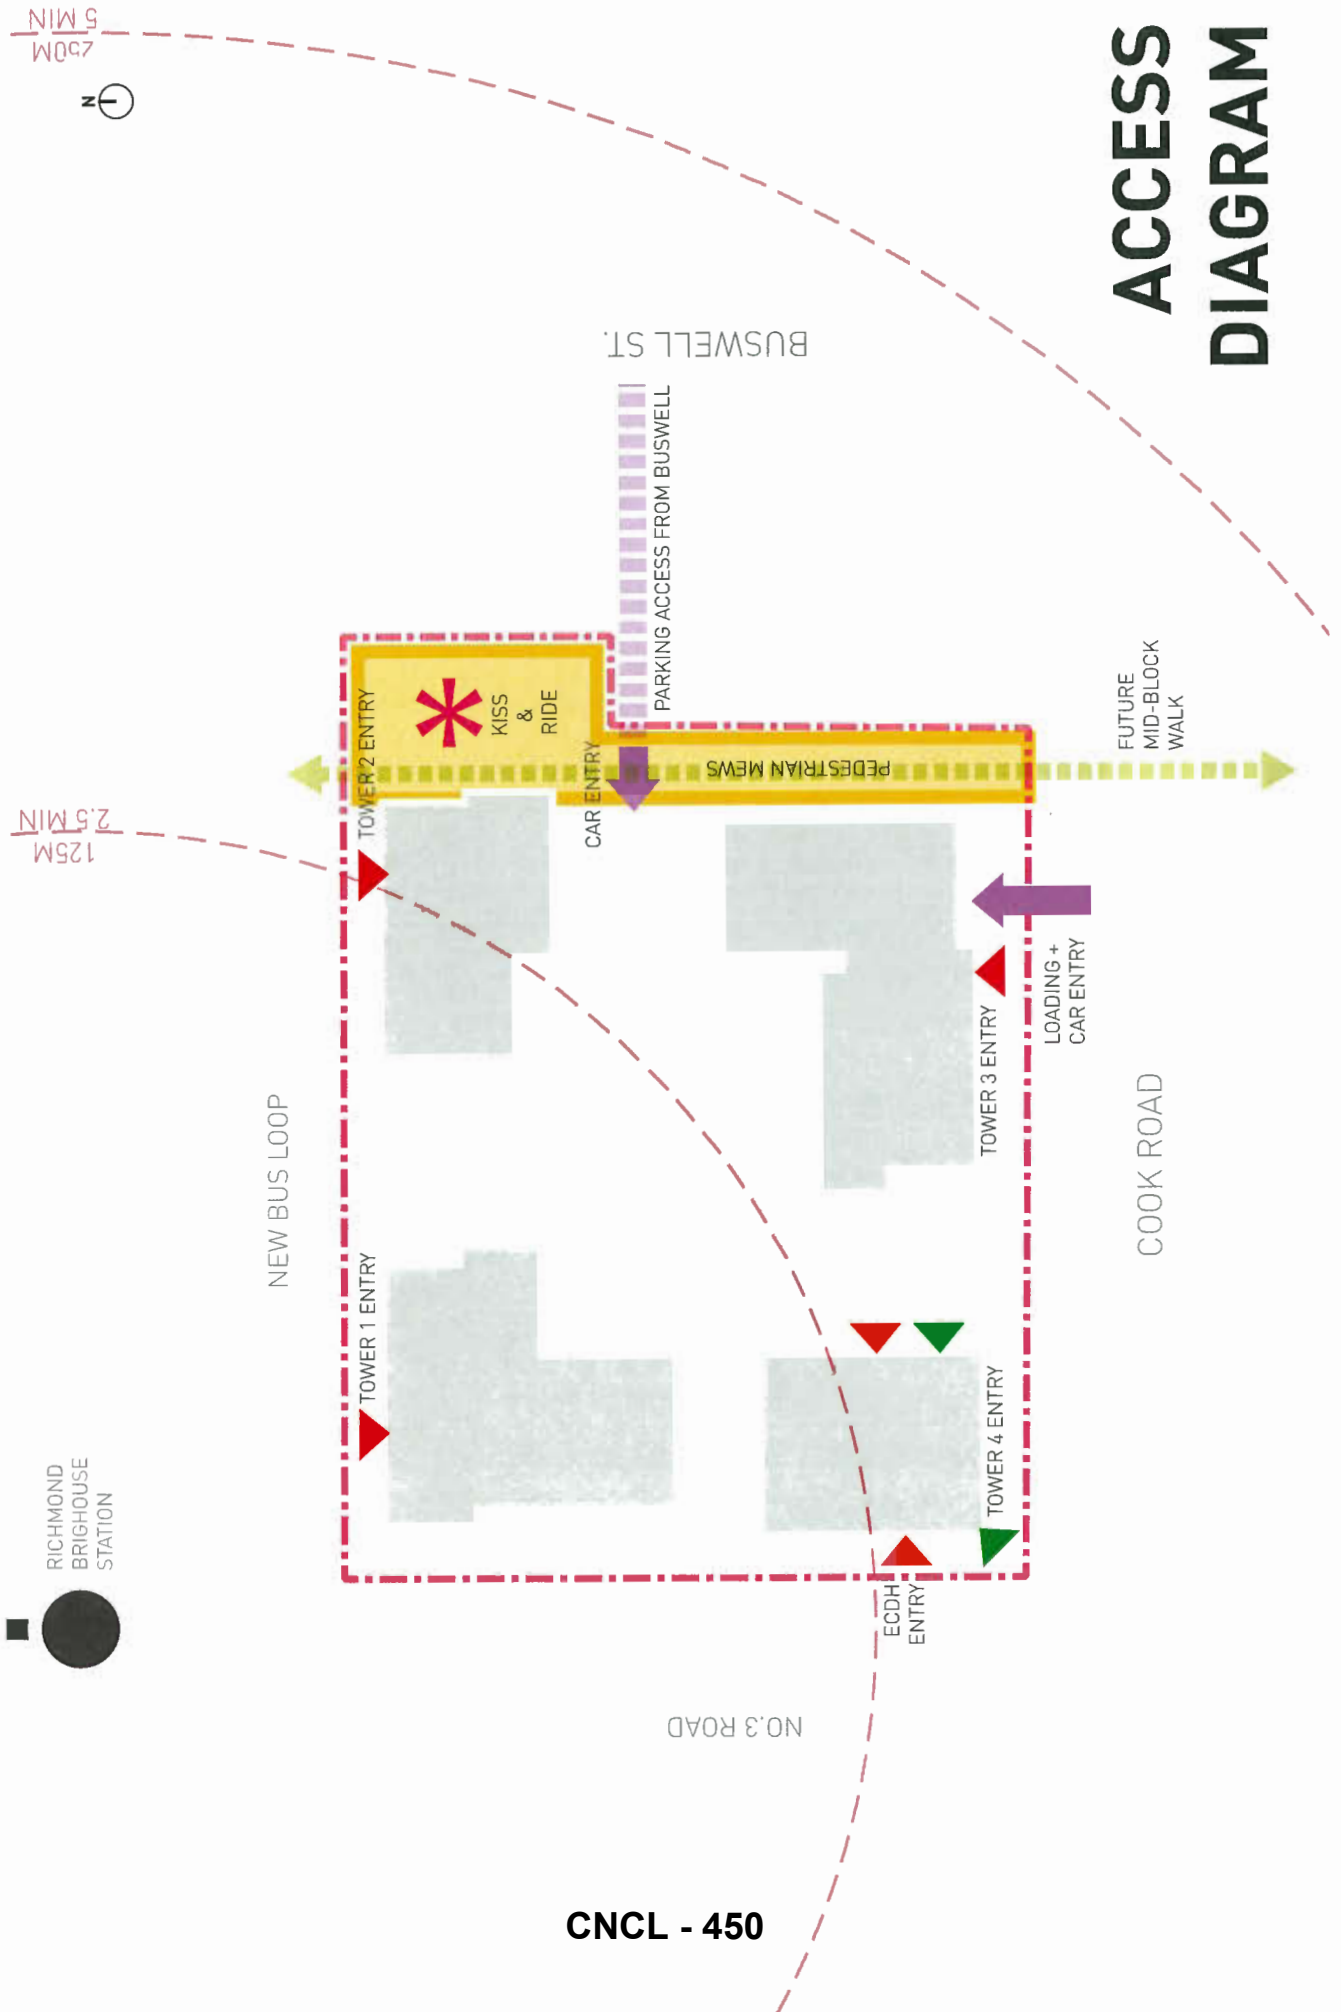 ACCESS
DIAGRAM
N
5 MIN
250M
2.5 MIN
125M
RICHMOND
BRIGHOUSE
STATION
NEW BUS LOOP
TOWER 1 ENTRY
TOWER 2 ENTRY
KISS
&
RIDE
CAR ENTRY
PARKING ACCESS FROM BUSWELL
BUSWELL ST.
PEDESTRIAN MEWS
NO.3 ROAD
ECDH
ENTRY
TOWER 4 ENTRY
TOWER 3 ENTRY
LOADING +
CAR ENTRY
FUTURE
MID-BLOCK
WALK
COOK ROAD
CNCL - 450